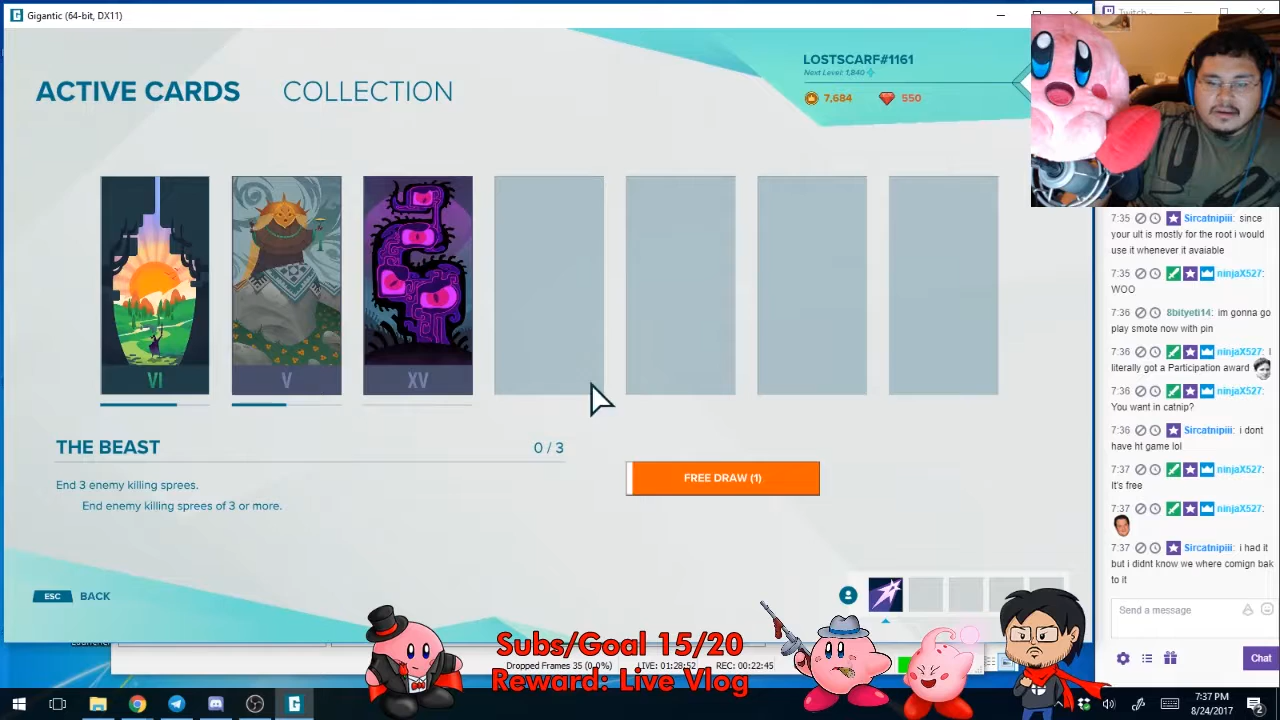 Gigantic (64-bit, DX11)
Twitch -
ACTIVE CARDS
COLLECTION
LOSTSCARF#1161
Next Level: 1,840
7,684
550
VI
V
XV
THE BEAST
0 / 3
End 3 enemy killing sprees.
End enemy killing sprees of 3 or more.
FREE DRAW (1)
ESC
BACK
7:35 Sircatnipiii: since
your ult is mostly for the root i would
use it whenever it avaiable
7:35 ninjaX527:
WOO
7:36 8bityeti14: im gonna go
play smote now with pin
7:36 ninjaX527: I
literally got a Participation award
7:36 ninjaX527:
You want in catnip?
7:36 Sircatnipiii: i dont
have ht game lol
7:37 ninjaX527:
It's free
7:37 ninjaX527:
7:37 Sircatnipiii: i had it
but i didnt know we where comign bak
to it
Send a message
Chat
Subs/Goal 15/20
Dropped Frames 35 (0.0%)
LIVE: 01:28:52
REC: 00:22:45
Reward: Live Vlog
7:37 PM
8/24/2017
2